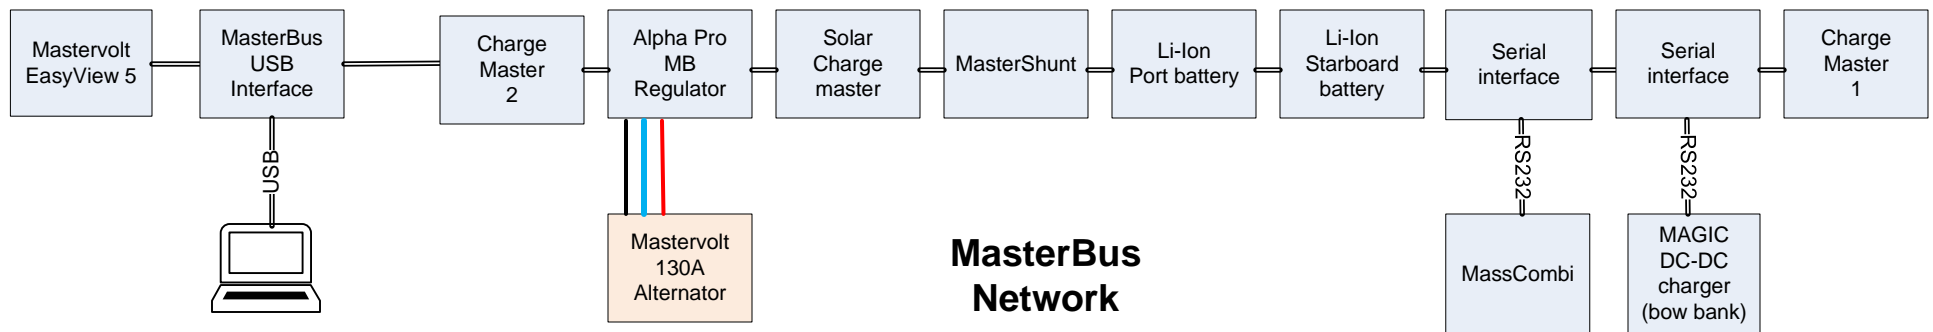 Mastervolt
EasyView 5
MasterBus
USB
Interface
Charge
Master
2
Alpha Pro
MB
Regulator
Solar
Charge
master
MasterShunt
Li-Ion
Port battery
Li-Ion
Starboard
battery
Serial
interface
Serial
interface
Charge
Master
1
USB
RS232
RS232
Mastervolt
130A
Alternator
MasterBus
Network
MassCombi
MAGIC
DC-DC
charger
(bow bank)